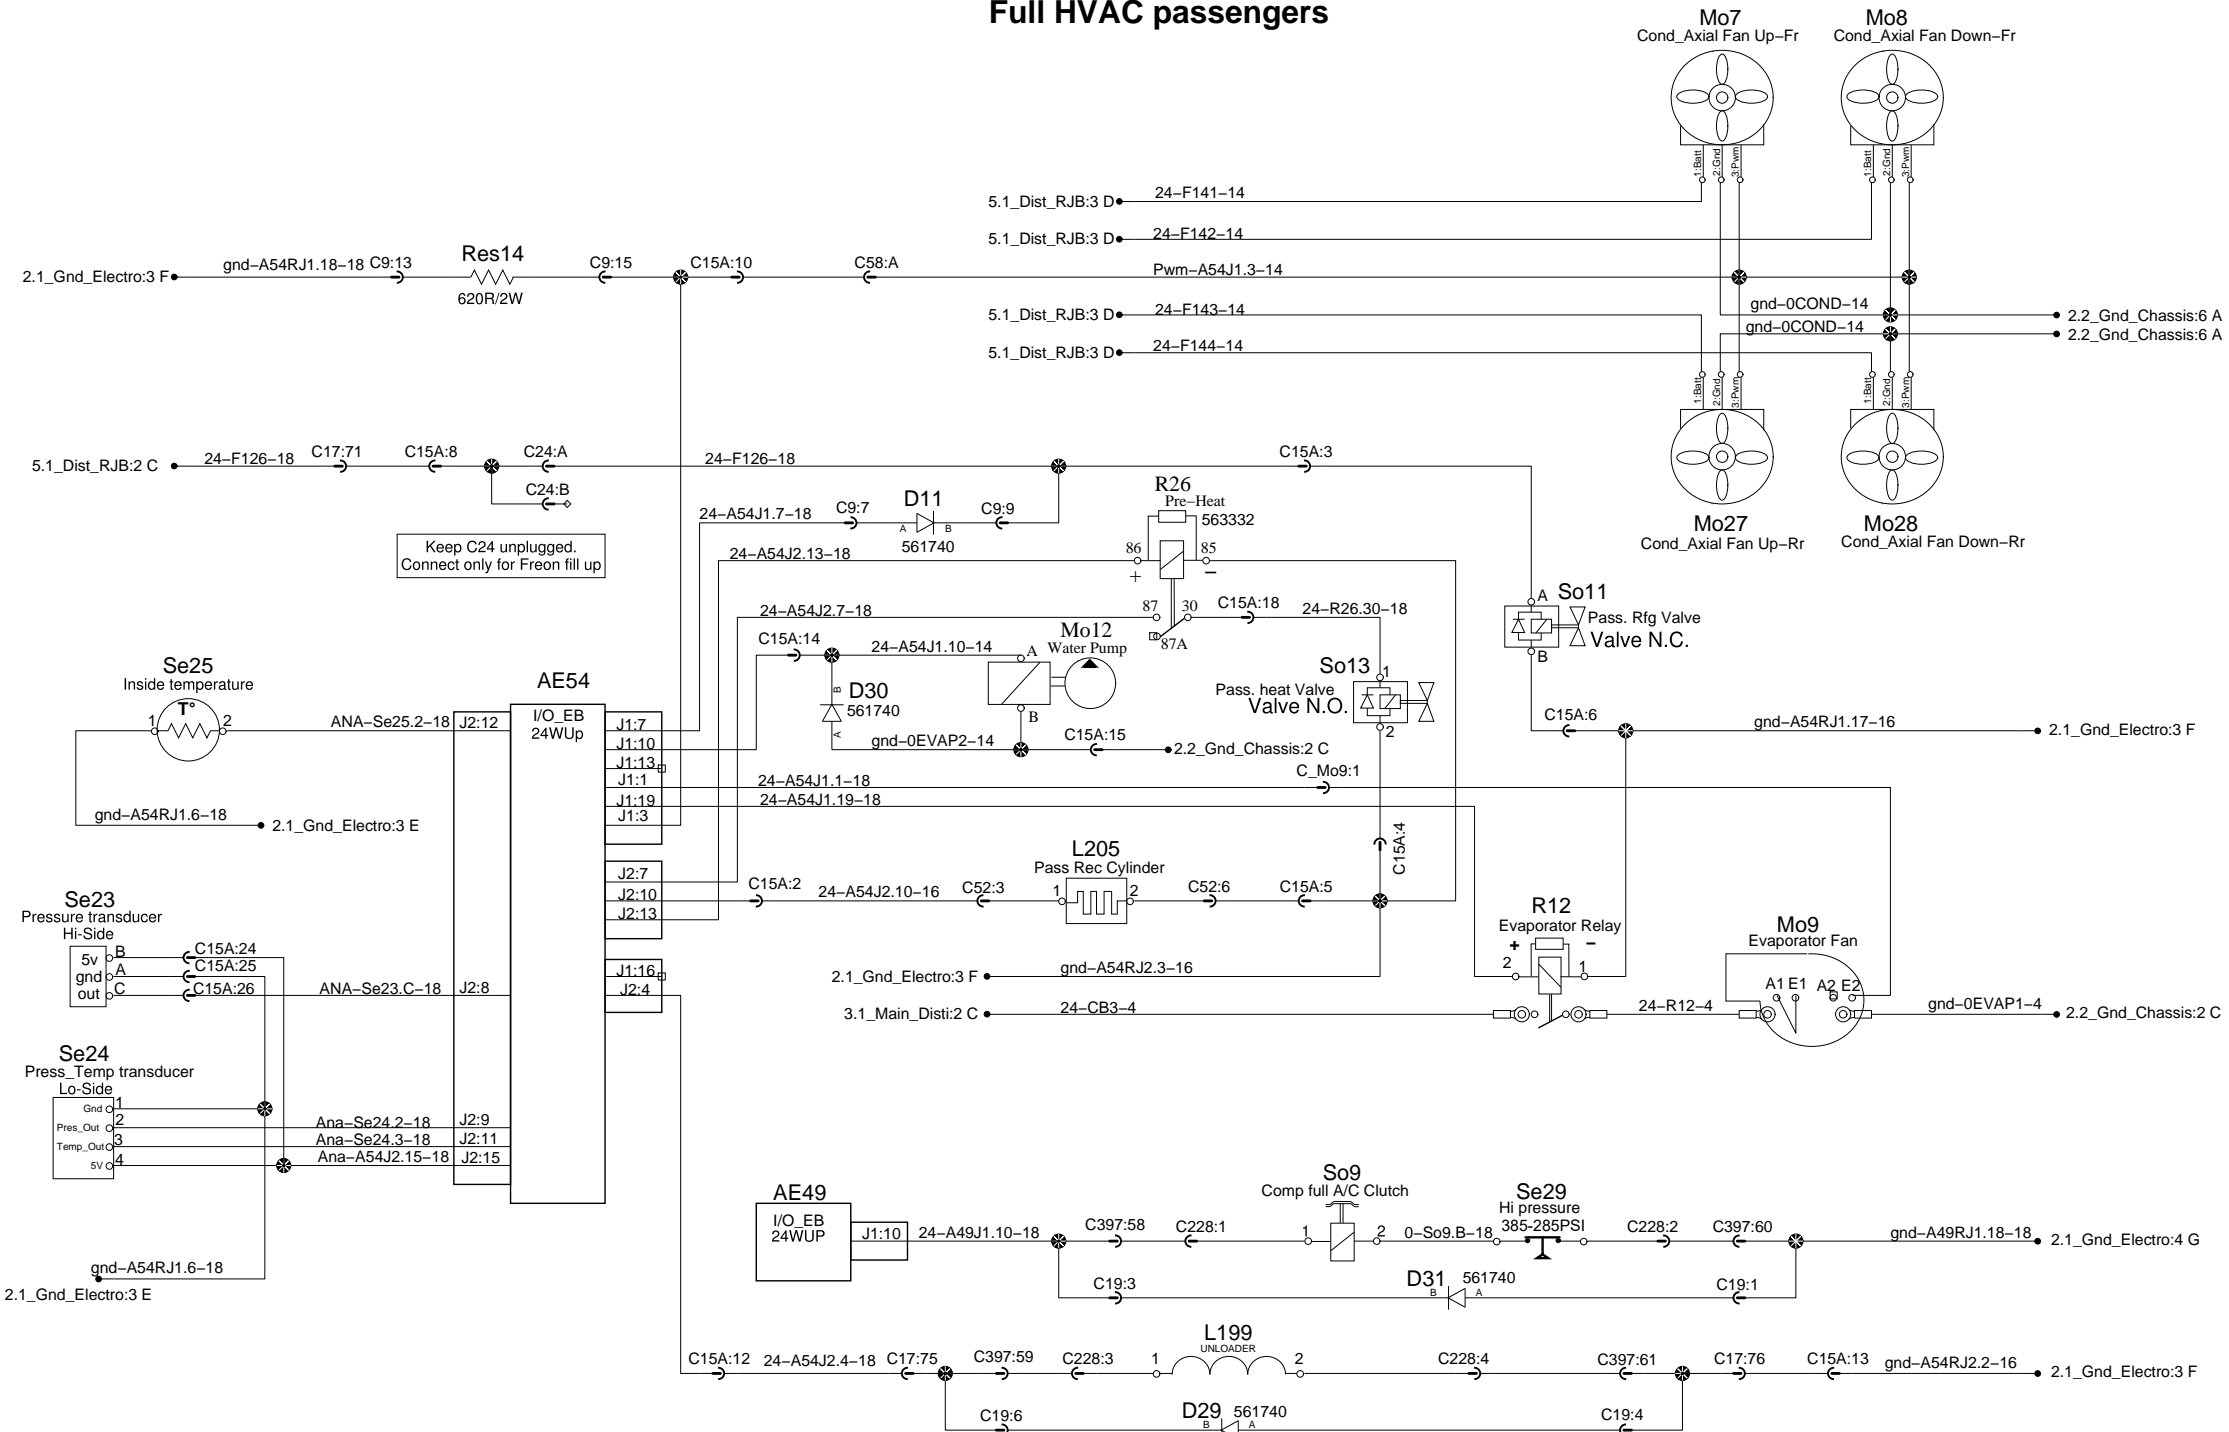 Full HVAC passengers
Mo7
Cond_Axial Fan Up–Fr
Mo8
Cond_Axial Fan Down–Fr
1:Batt
2:Gnd
3:Pwm
1:Batt
2:Gnd
3:Pwm
5.1_Dist_RJB:3 D
24–F141–14
5.1_Dist_RJB:3 D
24–F142–14
2.1_Gnd_Electro:3 F
gnd–A54RJ1.18–18
C9:13
Res14
620R/2W
C9:15
C15A:10
C58:A
Pwm–A54J1.3–14
5.1_Dist_RJB:3 D
24–F143–14
gnd–0COND–14
2.2_Gnd_Chassis:6 A
gnd–0COND–14
2.2_Gnd_Chassis:6 A
5.1_Dist_RJB:3 D
24–F144–14
1:Batt
2:Gnd
3:Pwm
1:Batt
2:Gnd
3:Pwm
Mo27
Cond_Axial Fan Up–Rr
Mo28
Cond_Axial Fan Down–Rr
5.1_Dist_RJB:2 C
24–F126–18
C17:71
C15A:8
C24:A
24–F126–18
C15A:3
C24:B
Keep C24 unplugged.
Connect only for Freon fill up
24–A54J1.7–18
C9:7
D11
A
B
561740
C9:9
R26
Pre–Heat
563332
24–A54J2.13–18
86
85
+
–
24–A54J2.7–18
87
30
87A
C15A:18
24–R26.30–18
So11
A
Pass. Rfg Valve
Valve N.C.
B
C15A:14
24–A54J1.10–14
Mo12
Water Pump
A
B
D30
561740
B
A
gnd–0EVAP2–14
C15A:15
2.2_Gnd_Chassis:2 C
So13
1
Pass. heat Valve
Valve N.O.
2
C15A:6
gnd–A54RJ1.17–16
2.1_Gnd_Electro:3 F
Se25
Inside temperature
T°
1
2
ANA–Se25.2–18
J2:12
gnd–A54RJ1.6–18
2.1_Gnd_Electro:3 E
AE54
I/O_EB
24WUp
J1:7
J1:10
J1:13
J1:1
J1:19
J1:3
24–A54J1.1–18
C_Mo9:1
24–A54J1.19–18
J2:7
J2:10
J2:13
C15A:2
24–A54J2.10–16
C52:3
L205
Pass Rec Cylinder
1
2
C52:6
C15A:5
C15A:4
J1:16
J2:4
2.1_Gnd_Electro:3 F
gnd–A54RJ2.3–16
3.1_Main_Disti:2 C
24–CB3–4
R12
Evaporator Relay
+
–
2
1
24–R12–4
Mo9
Evaporator Fan
A1
E1
A2
E2
gnd–0EVAP1–4
2.2_Gnd_Chassis:2 C
Se23
Pressure transducer
Hi-Side
5v
B
C15A:24
gnd
A
C15A:25
out
C
C15A:26
ANA–Se23.C–18
J2:8
Se24
Press_Temp transducer
Lo-Side
Gnd
1
Pres_Out
2
Ana–Se24.2–18
J2:9
Temp_Out
3
Ana–Se24.3–18
J2:11
5V
4
Ana–A54J2.15–18
J2:15
gnd–A54RJ1.6–18
2.1_Gnd_Electro:3 E
AE49
I/O_EB
24WUP
J1:10
24–A49J1.10–18
C397:58
C228:1
So9
Comp full A/C Clutch
1
2
0–So9.B–18
Se29
Hi pressure
385-285PSI
C228:2
C397:60
gnd–A49RJ1.18–18
2.1_Gnd_Electro:4 G
C19:3
D31
561740
B
A
C19:1
C15A:12
24–A54J2.4–18
C17:75
C397:59
C228:3
L199
UNLOADER
1
2
C228:4
C397:61
C17:76
C15A:13
gnd–A54RJ2.2–16
2.1_Gnd_Electro:3 F
C19:6
D29
561740
B
A
C19:4